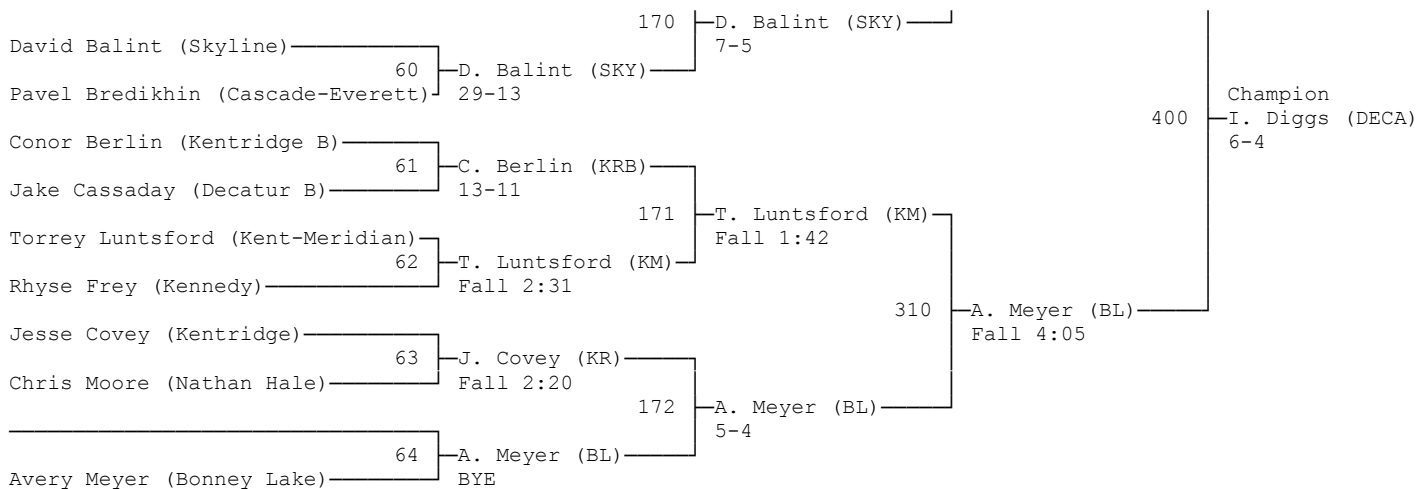 170 D. Balint (SKY)
7-5
David Balint (Skyline)
60 D. Balint (SKY)
Pavel Bredikhin (Cascade-Everett) 29-13
Champion
400 I. Diggs (DECA)
6-4
Conor Berlin (Kentridge B)
61 C. Berlin (KRB)
Jake Cassaday (Decatur B) 13-11
171 T. Luntsford (KM)
Fall 1:42
Torrey Luntsford (Kent-Meridian)
62 T. Luntsford (KM)
Rhyse Frey (Kennedy) Fall 2:31
310 A. Meyer (BL)
Fall 4:05
Jesse Covey (Kentridge)
63 J. Covey (KR)
Chris Moore (Nathan Hale) Fall 2:20
172 A. Meyer (BL)
5-4
64 A. Meyer (BL)
Avery Meyer (Bonney Lake) BYE